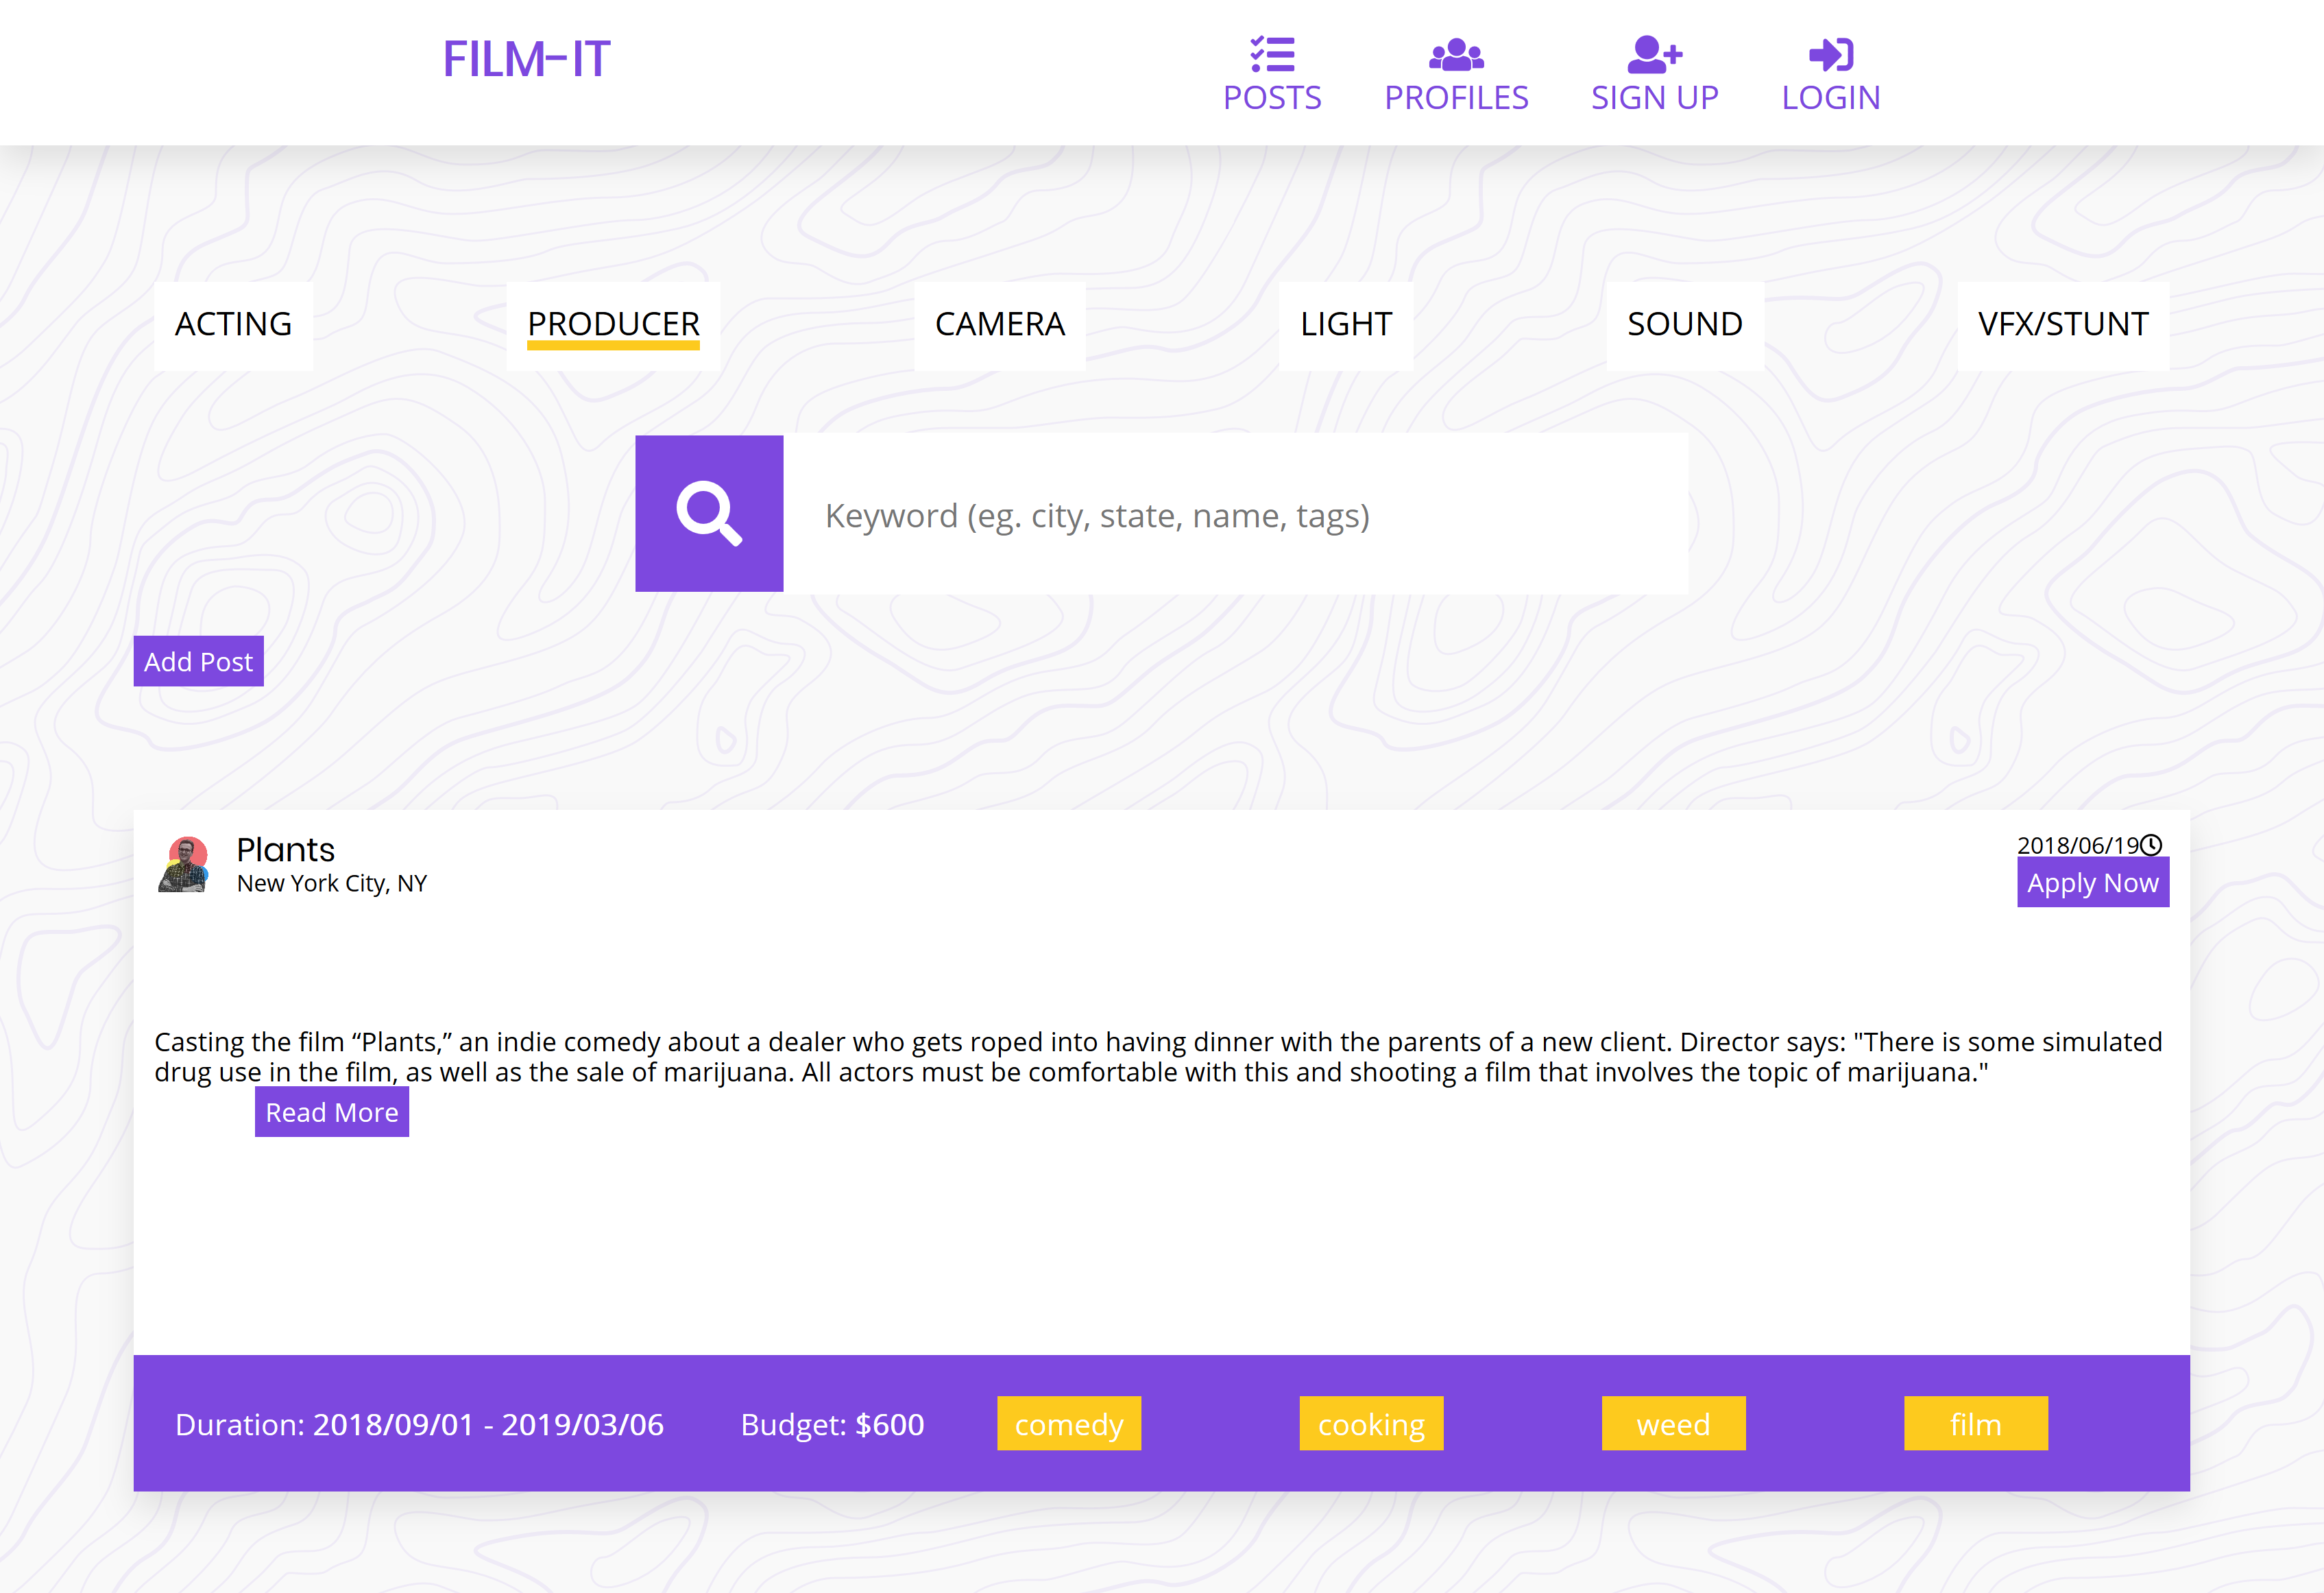 FILM-IT
POSTS
PROFILES
SIGN UP
LOGIN
ACTING
PRODUCER
CAMERA
LIGHT
SOUND
VFX/STUNT
Keyword (eg. city, state, name, tags)
Add Post
Plants
New York City, NY
2018/06/19
Apply Now
Casting the film “Plants,” an indie comedy about a dealer who gets roped into having dinner with the parents of a new client. Director says: "There is some simulated
drug use in the film, as well as the sale of marijuana. All actors must be comfortable with this and shooting a film that involves the topic of marijuana."
Read More
Duration: 2018/09/01 - 2019/03/06
Budget: $600
comedy
cooking
weed
film